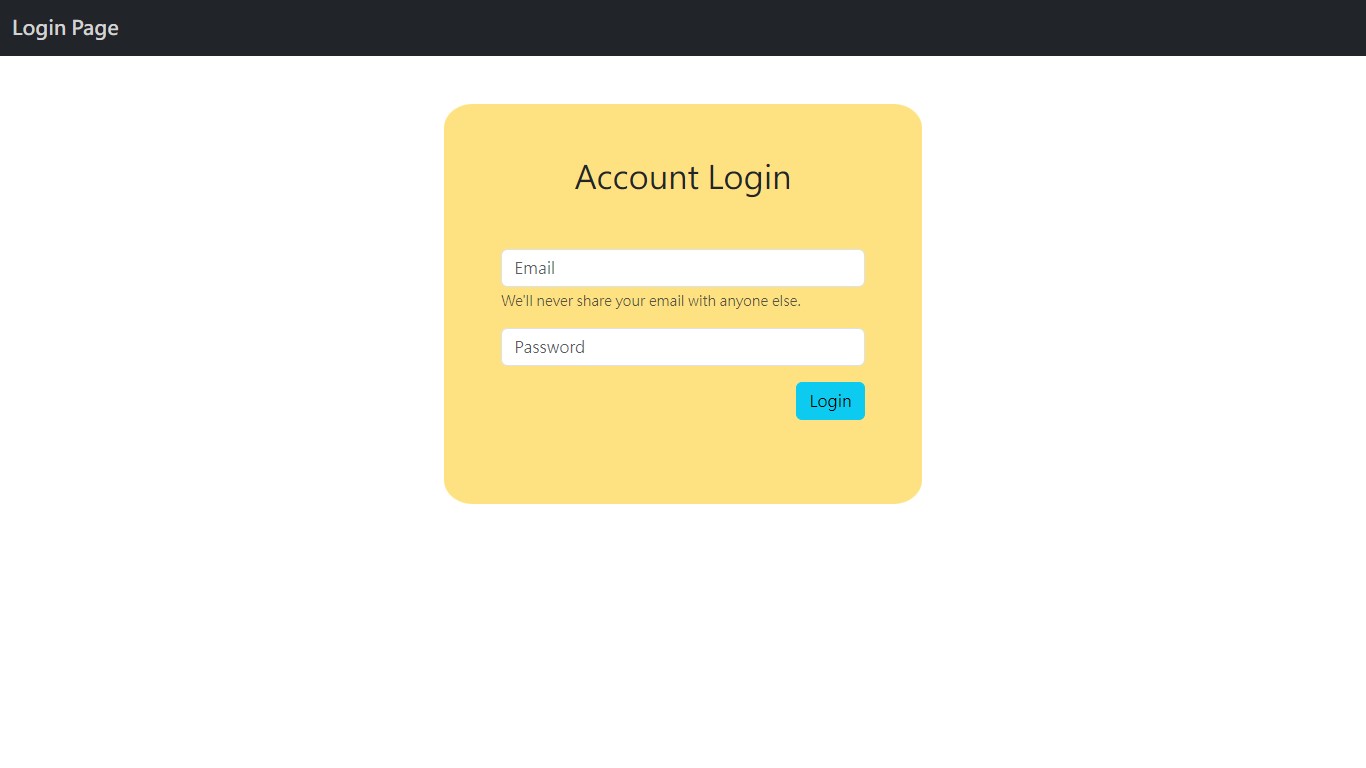 Login Page
Account Login
Email
We'll never share your email with anyone else.
Password
Login